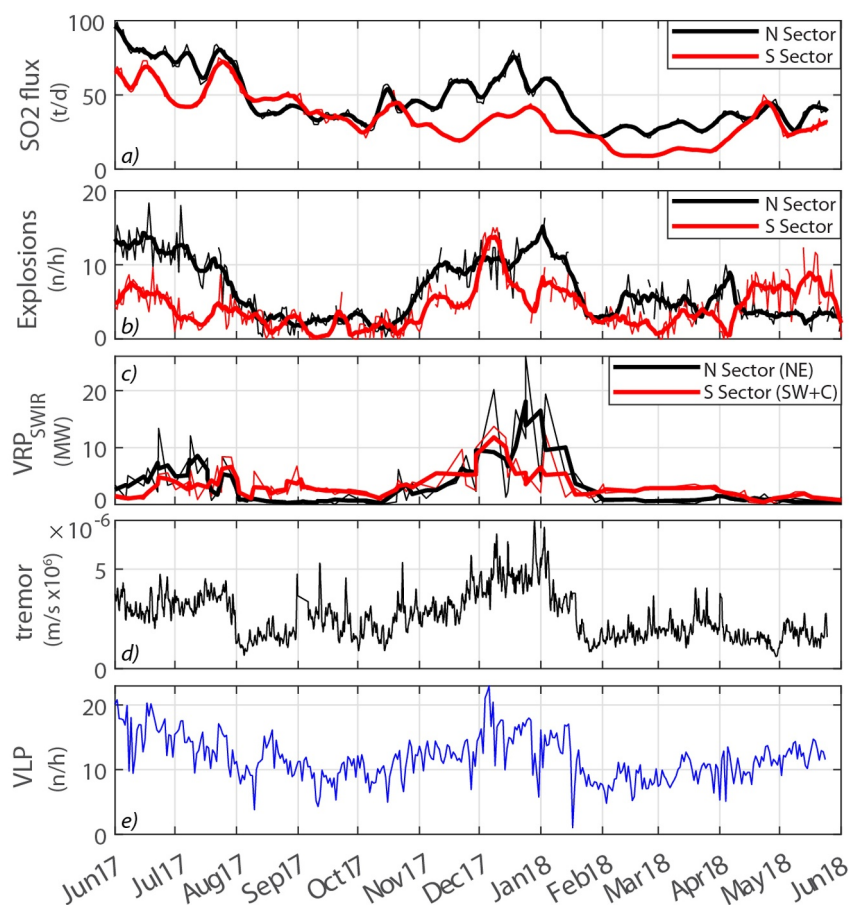 100
50
0
SO2 flux
(t/d)
N Sector
S Sector
a)
20
10
0
Explosions
(n/h)
N Sector
S Sector
b)
c)
20
10
0
VRP SWIR
(MW)
N Sector (NE)
S Sector (SW+C)
× 10-6
5
0
tremor
(m/s x10⁶)
d)
20
10
0
VLP
(n/h)
e)
Jun17
Jul17
Aug17
Sep17
Oct17
Nov17
Dec17
Jan18
Feb18
Mar18
Apr18
May18
Jun18